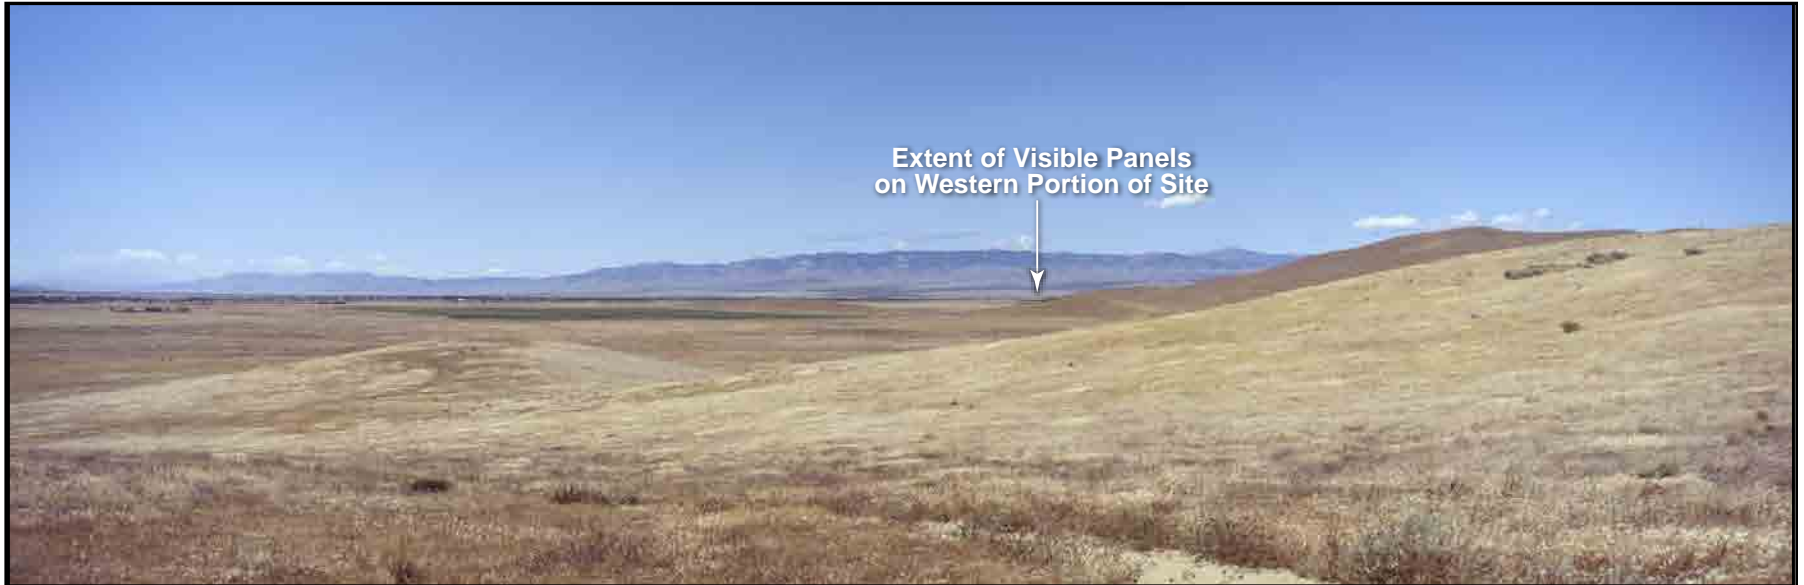 Extent of Visible Panels
on Western Portion of Site